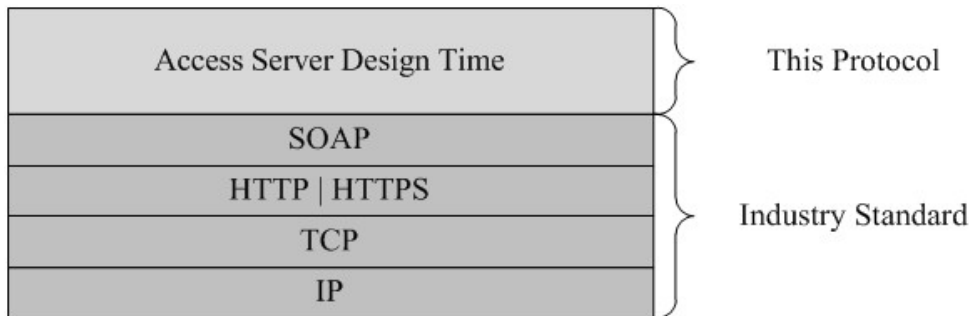 Access Server Design Time
This Protocol
SOAP
HTTP | HTTPS
TCP
IP
Industry Standard